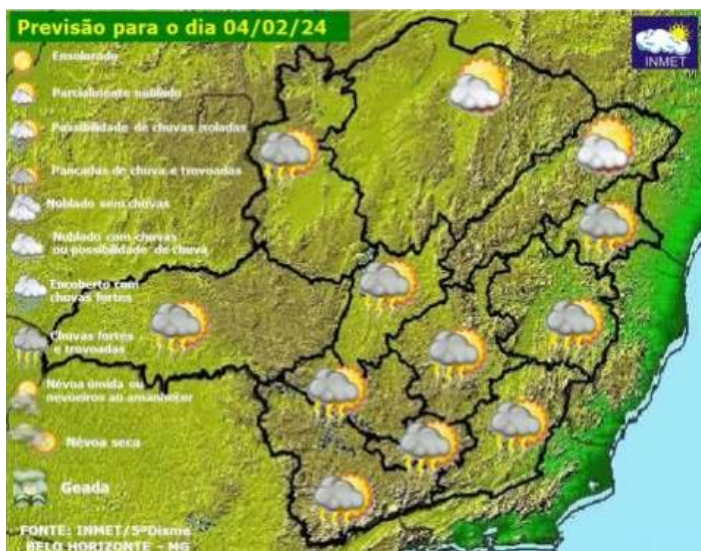 Previsão para o dia 04/02/24
INMET
Ensolarado
Parcialmente nublado
Possibilidade de chuvas isoladas
Pancadas de chuva e trovoadas
Nublado sem chuvas
Nublado com chuvas
ou possibilidade de chuva
Encoberto com
chuvas fortes
Chuvas fortes
e trovoadas
Névoa úmida ou
nevoeiros ao amanhecer
Névoa seca
Geada
FONTE: INMET/5ºDisme
BELO HORIZONTE - MG